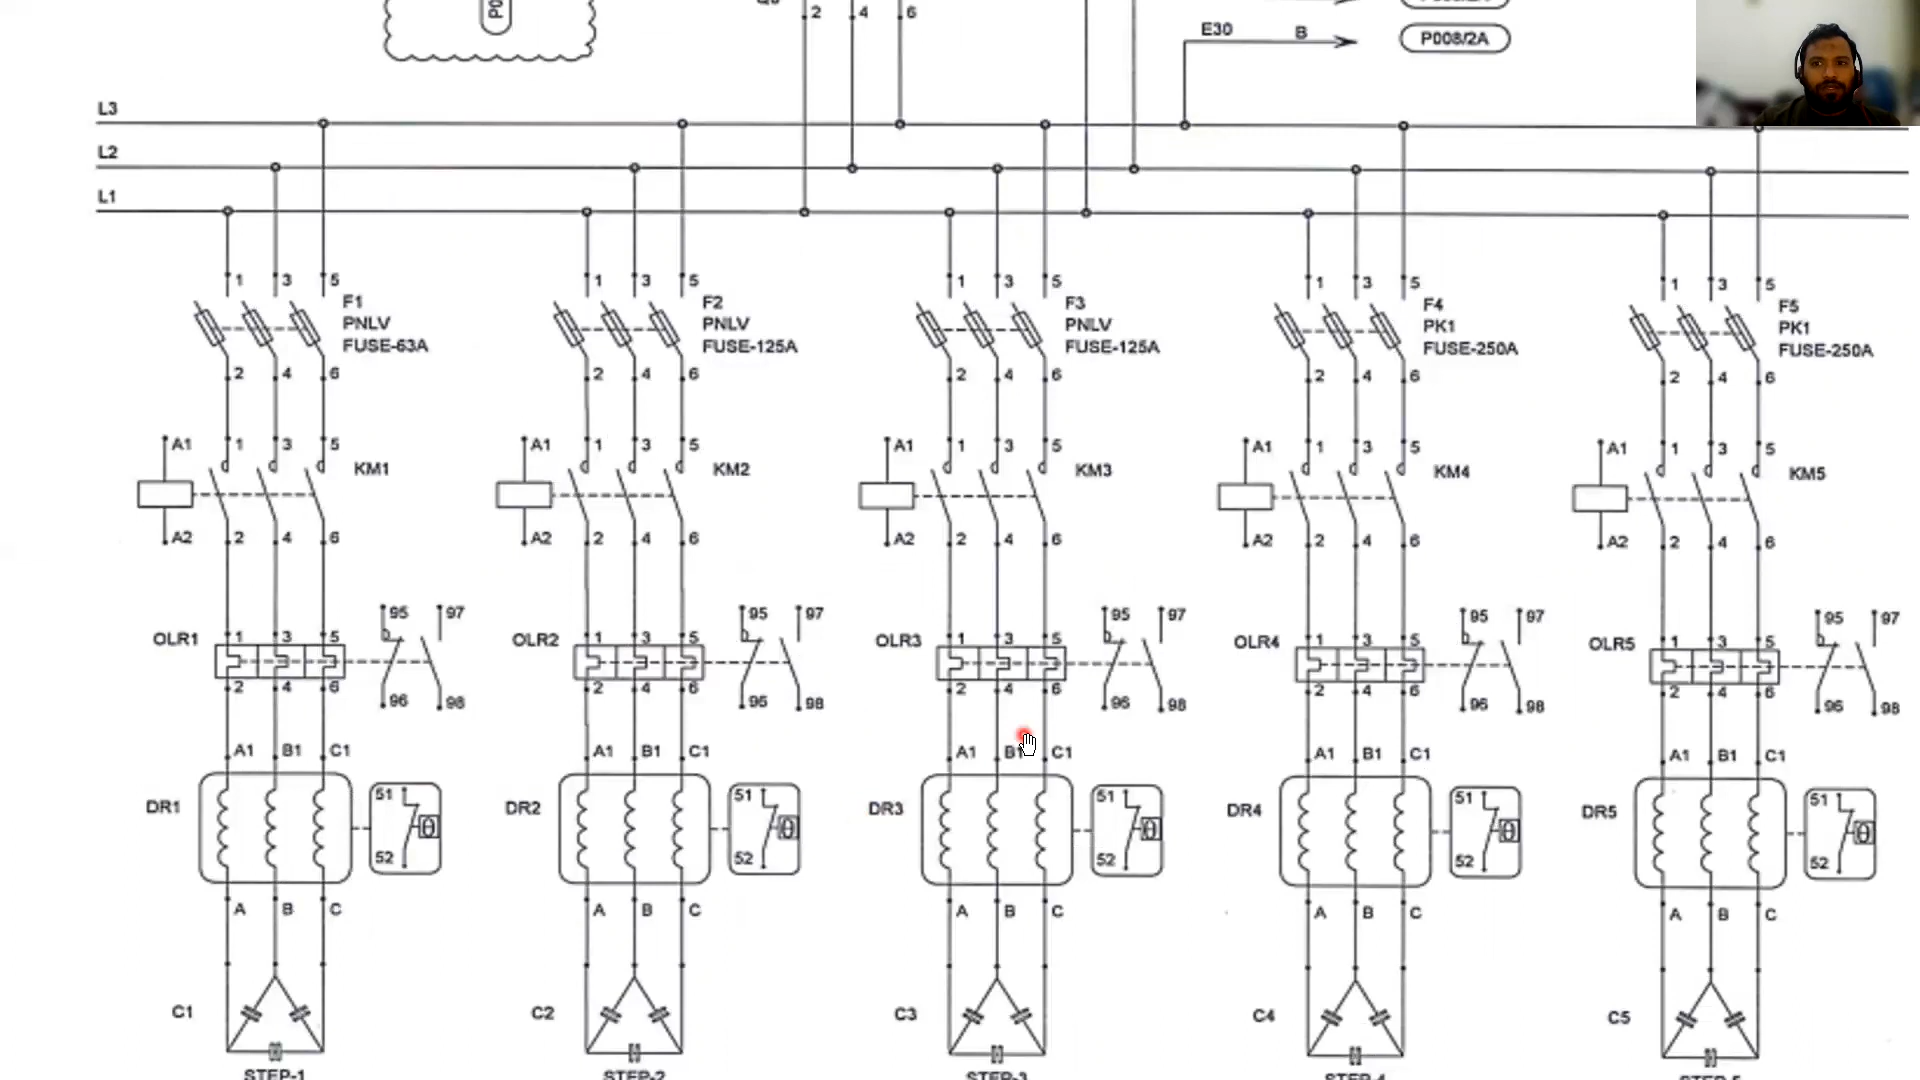 2 4 6
E30 B P008/2A
L3
L2
L1
1 3 5 1 3 5 1 3 5 1 3 5 1 3 5
F1 F2 F3 F4 F5
PNLV PNLV PNLV PK1 PK1
FUSE-63A FUSE-125A FUSE-125A FUSE-250A FUSE-250A
2 4 6 2 4 6 2 4 6 2 4 6 2 4 6
A1 1 3 5 A1 1 3 5 A1 1 3 5 A1 1 3 5 A1 1 3 5
KM1 KM2 KM3 KM4 KM5
A2 2 4 6 A2 2 4 6 A2 2 4 6 A2 2 4 6 A2 2 4 6
95 97 95 97 95 97 95 97 95 97
OLR1 1 3 5 OLR2 1 3 5 OLR3 1 3 5 OLR4 1 3 5 OLR5 1 3 5
2 4 6 96 98 2 4 6 95 98 2 4 6 96 98 2 4 6 96 98 2 4 6 96 98
A1 B1 C1 A1 B1 C1 A1 B1 C1 A1 B1 C1 A1 B1 C1
51 51 51 51 51
DR1 θ DR2 θ DR3 θ DR4 θ DR5 θ
52 52 52 52 52
A B C A B C A B C A B C A B C
C1 C2 C3 C4 C5
STEP-1 STEP-2 STEP-3 STEP-4 STEP-5